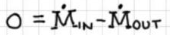 0 = Ṁ_IN - Ṁ_OUT